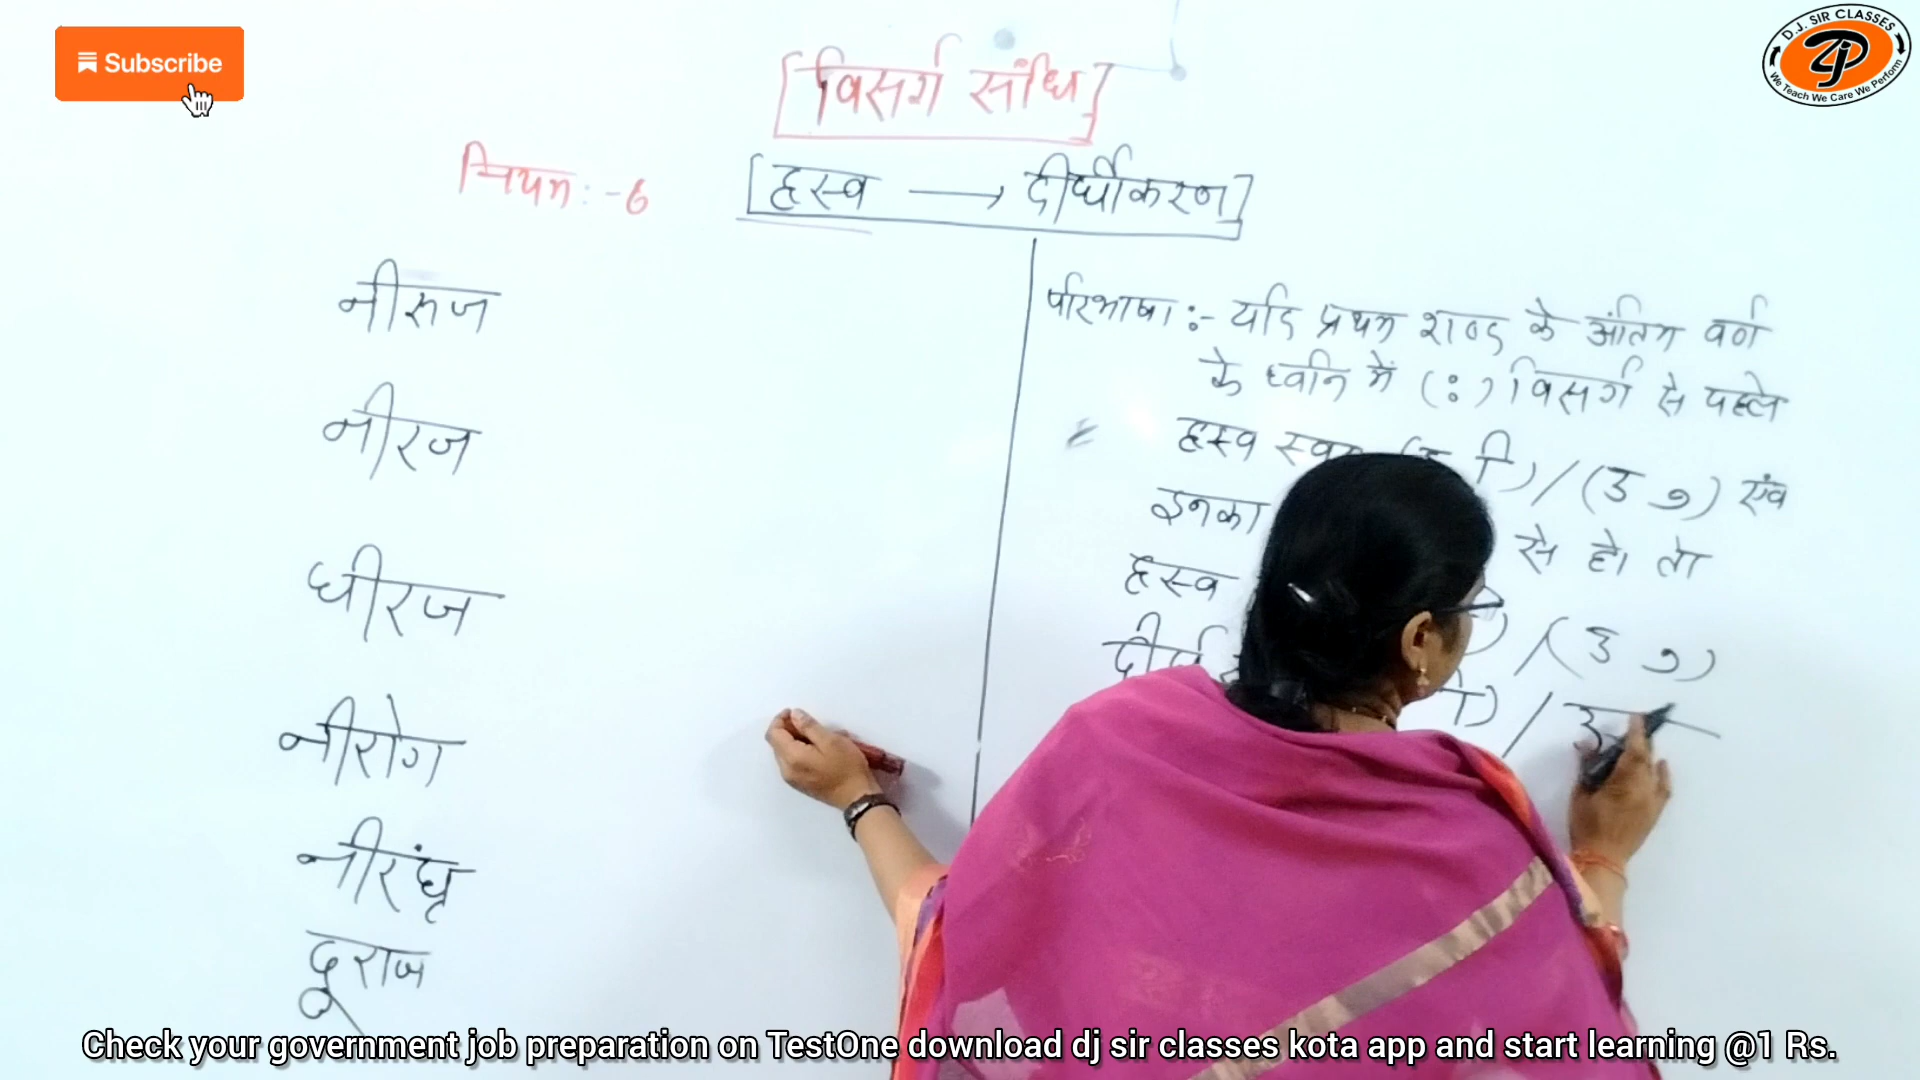 Subscribe
D.J. SIR CLASSES
We Teach We Care We Perform
[विसर्ग संधि]
नियम :- 6
[ह्रस्व → दीर्घीकरण]
नीरुज
नीरज
धीरज
नीरोग
नीरंध्र
दूराज
परिभाषा :- यदि प्रथम शब्द के अंतिम वर्ण
के ध्वनि में (ः) विसर्ग से पहले
ह्रस्व ि) / (उ ु) एंव
इनका से हो तो
ह्रस्व ) / (उ ु)
दीर्घ ी) /
Check your government job preparation on TestOne download dj sir classes kota app and start learning @1 Rs.